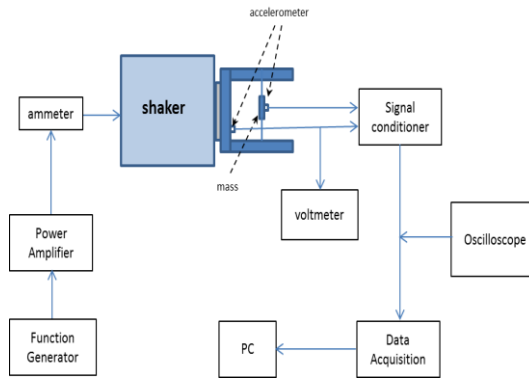 accelerometer
shaker
ammeter
Signal
conditioner
mass
voltmeter
Power
Amplifier
Oscilloscope
Function
Generator
PC
Data
Acquisition